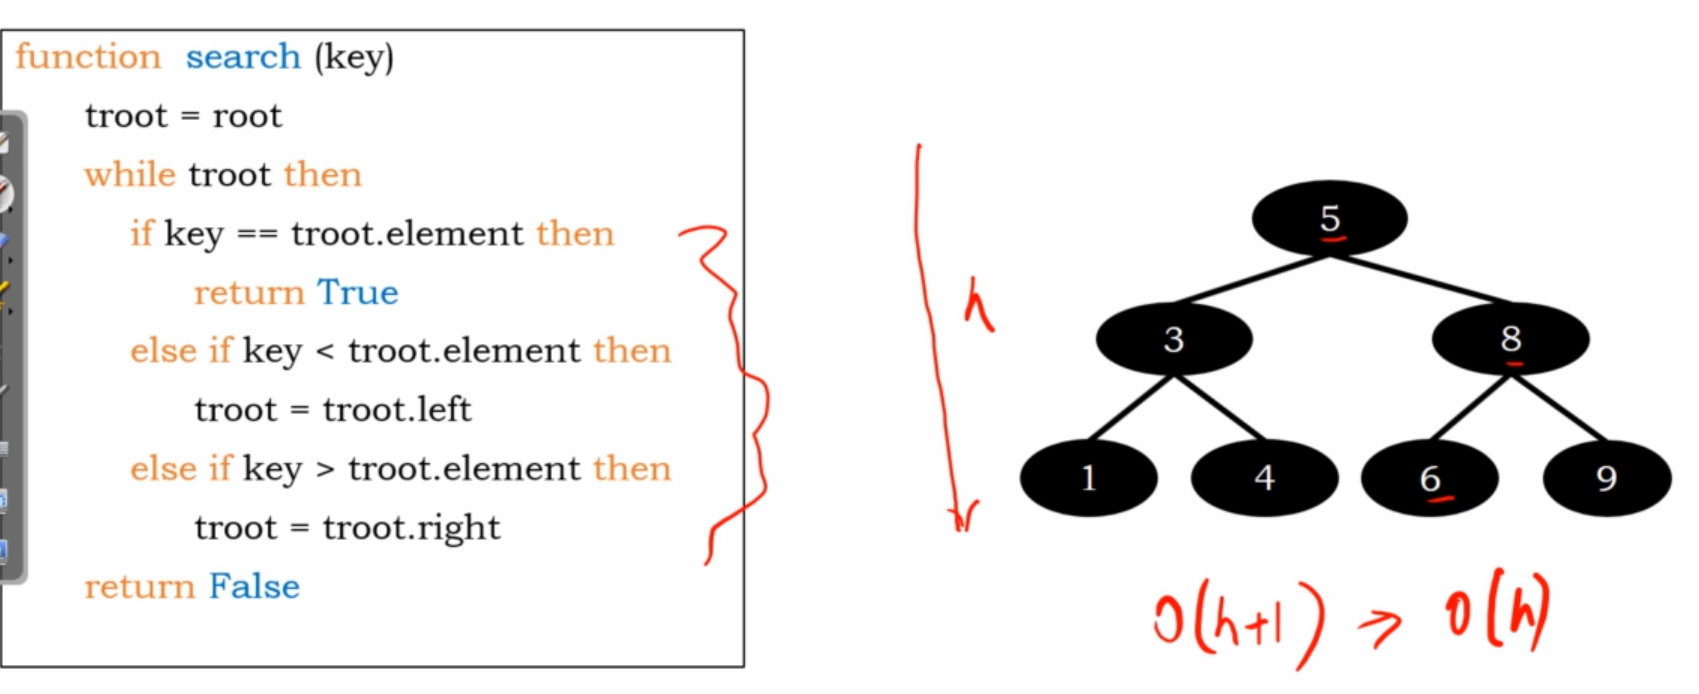 function search (key)
troot = root
while troot then
if key == troot.element then
return True
else if key < troot.element then
troot = troot.left
else if key > troot.element then
troot = troot.right
return False
h
5
3 8
1 4 6 9
O(h+1) → O(h)